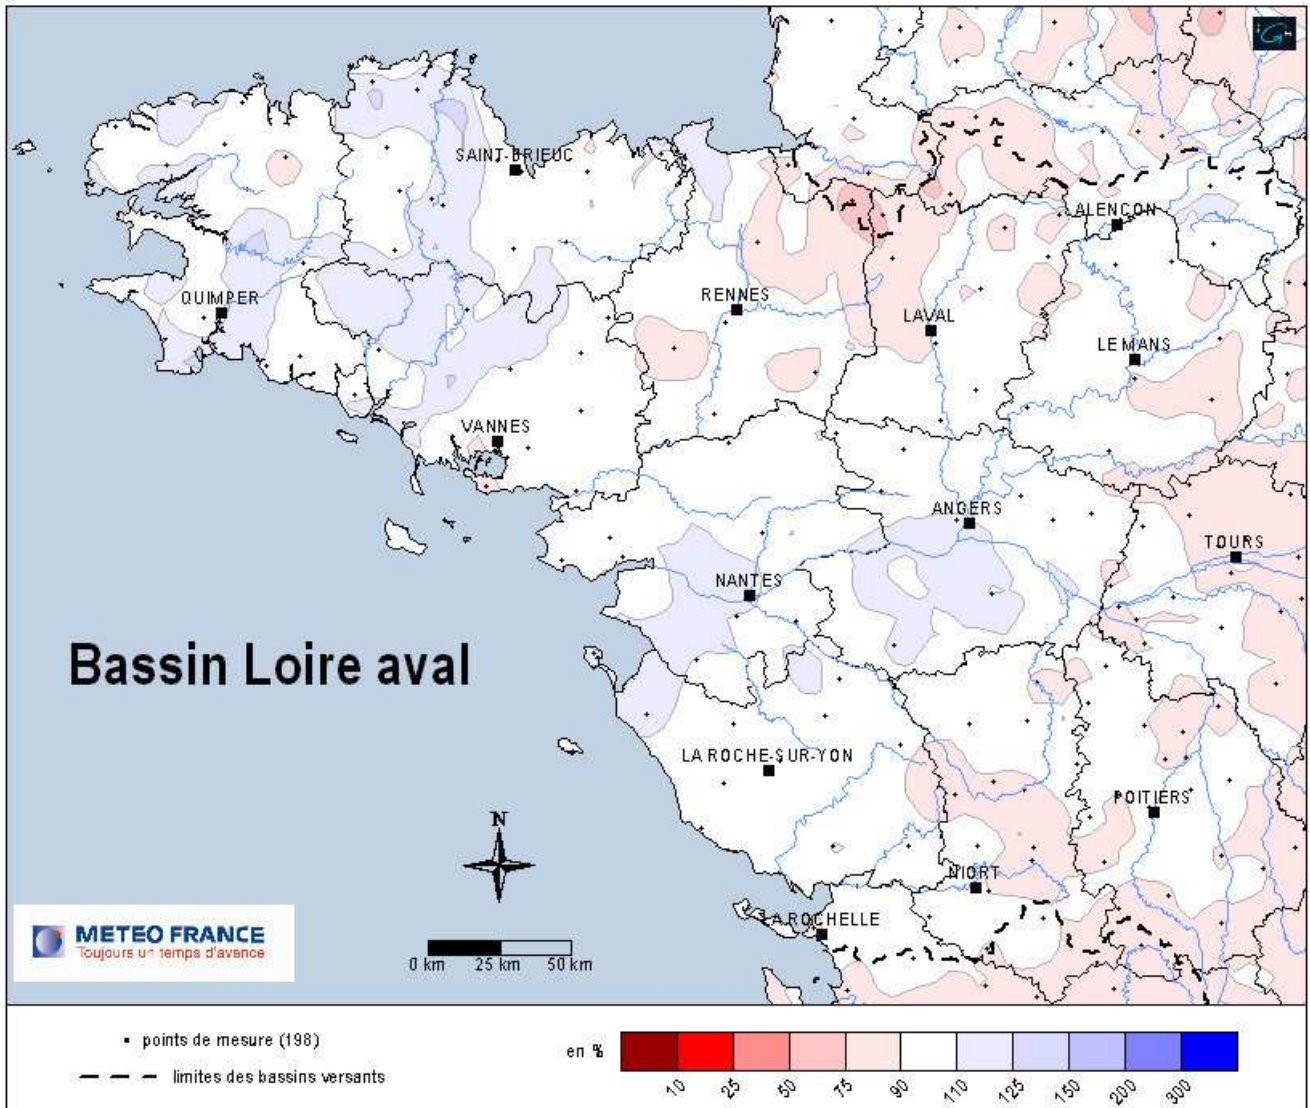 SAINT-BRIEUC
ALENCON
QUIMPER
RENNES
LAVAL
LE MANS
VANNES
ANGERS
TOURS
NANTES
Bassin Loire aval
LA ROCHE-SUR-YON
POITIERS
N
NIORT
LA ROCHELLE
METEO FRANCE
Toujours un temps d'avance
0 km 25 km 50 km
points de mesure (198)
en %
limites des bassins versants
10 25 50 75 90 110 125 150 200 300